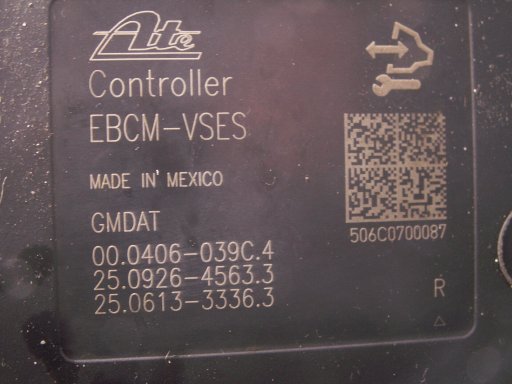 Ate
Controller
EBCM-VSES
MADE IN MEXICO
GMDAT
00.0406-039C.4
25.0926-4563.3
25.0613-3336.3
506C0700087
R